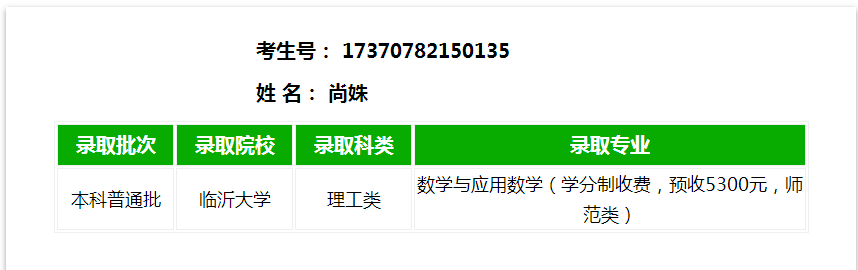 考生号： 17370782150135
姓 名： 尚姝
录取批次 录取院校 录取科类 录取专业
本科普通批 临沂大学 理工类 数学与应用数学（学分制收费，预收5300元，师
范类）